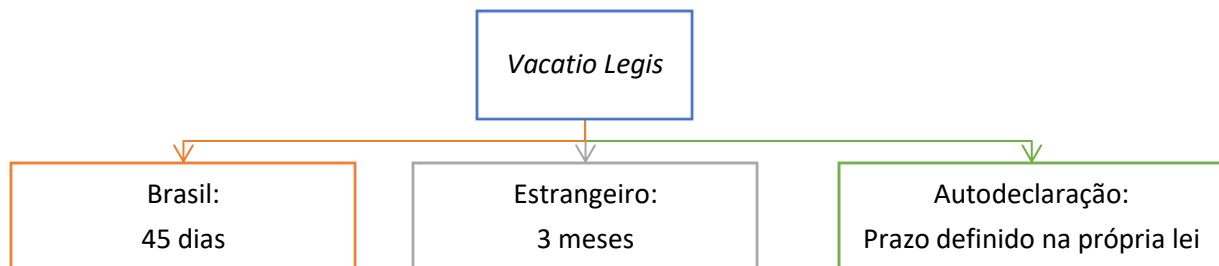 Vacatio Legis
Brasil:
45 dias
Estrangeiro:
3 meses
Autodeclaração:
Prazo definido na própria lei